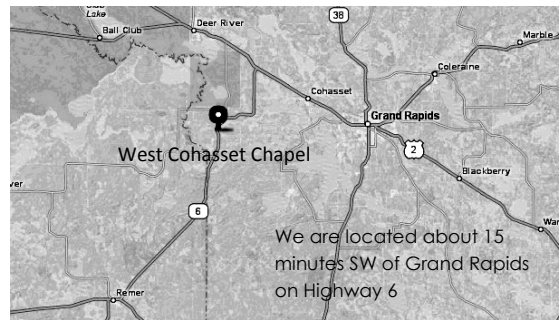 Lake
Deer River
38
Ball Club
Marble
Coleraine
Cohasset
Grand Rapids
West Cohasset Chapel
2
Blackberry
6
We are located about 15
minutes SW of Grand Rapids
on Highway 6
Remer